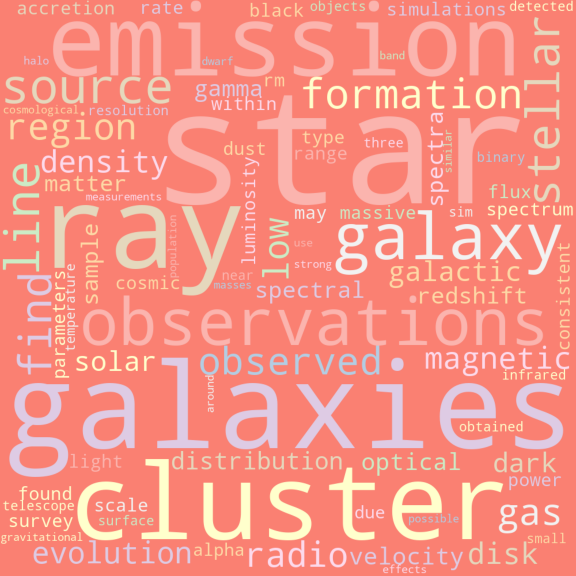 accretion rate black objects simulations detected
halo emission dwarf band
source gamma rm formation stellar
cosmological resolution within
region star spectra
density dust type three similar binary
matter range flux
measurements luminosity may massive sim spectrum
line ray population low use galaxy consistent
sample near strong galactic
cosmic masses spectral redshift
find parameters temperature observations
solar observed magnetic
galaxies around infrared
obtained
light distribution optical dark
found cluster power
telescope scale due gas
survey surface possible
gravitational small
evolution alpha radio velocity disk
effects